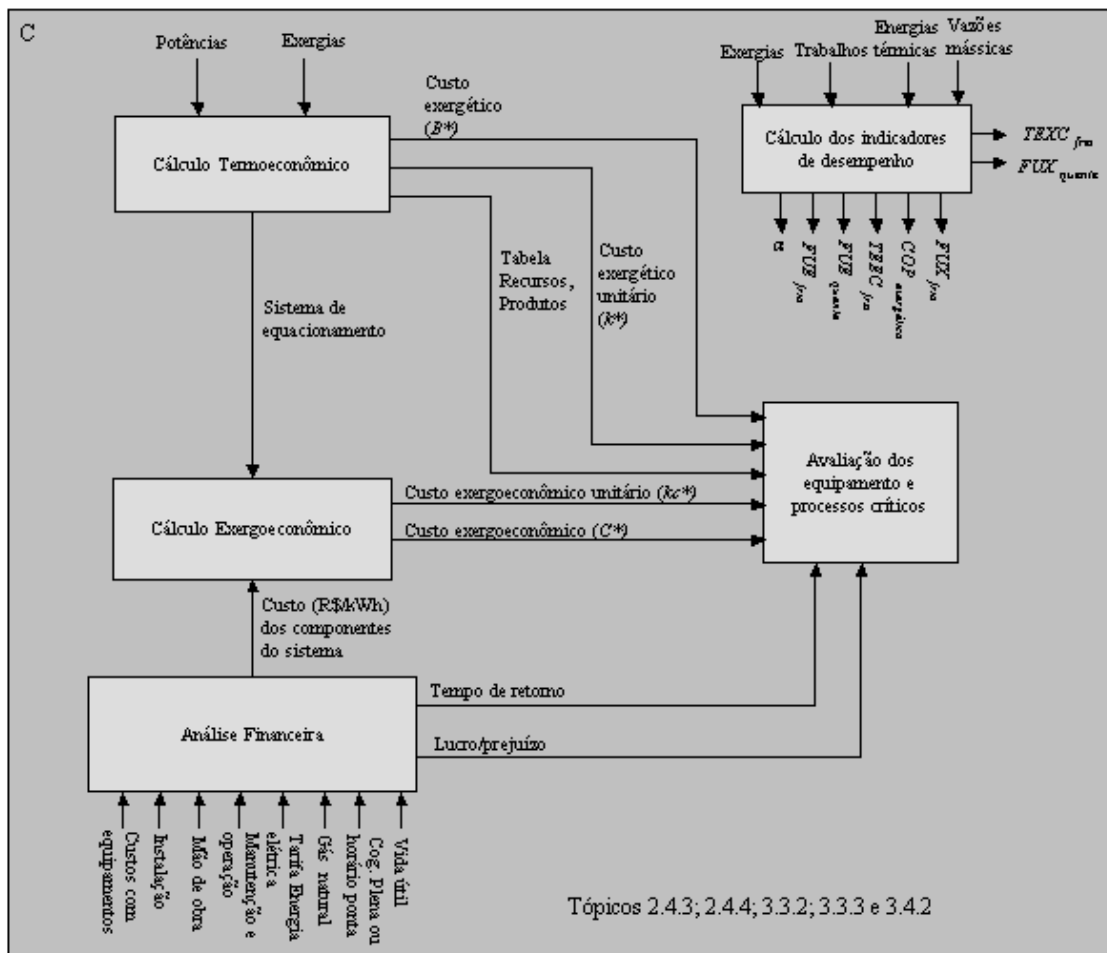 C
Potências
Exergias
Cálculo Termoeconômico
Custo
exergético
(B*)
Exergias
Trabalhos
Energias
térmicas
Vazões
mássicas
Cálculo dos indicadores
de desempenho
TEXC fria
FUX quente
FUE fria
FUE quente
TEEC fria
COP exergético
FUX fria
Sistema de
equacionamento
Tabela
Recursos,
Produtos
Custo
exergético
unitário
(k*)
Cálculo Exergoeconômico
Custo exergoeconômico unitário (kc*)
Custo exergoeconômico (C*)
Avaliação dos
equipamento e
processos críticos
Custo (R$/kWh)
dos componentes
do sistema
Análise Financeira
Tempo de retorno
Lucro/prejuízo
Custos com
equipamentos
Instalação
Mão de obra
Manutenção e
operação
Tarifa Energia
elétrica
Gás natural
Cog. Plena ou
horário ponta
Vida útil
Tópicos 2.4.3; 2.4.4; 3.3.2; 3.3.3 e 3.4.2